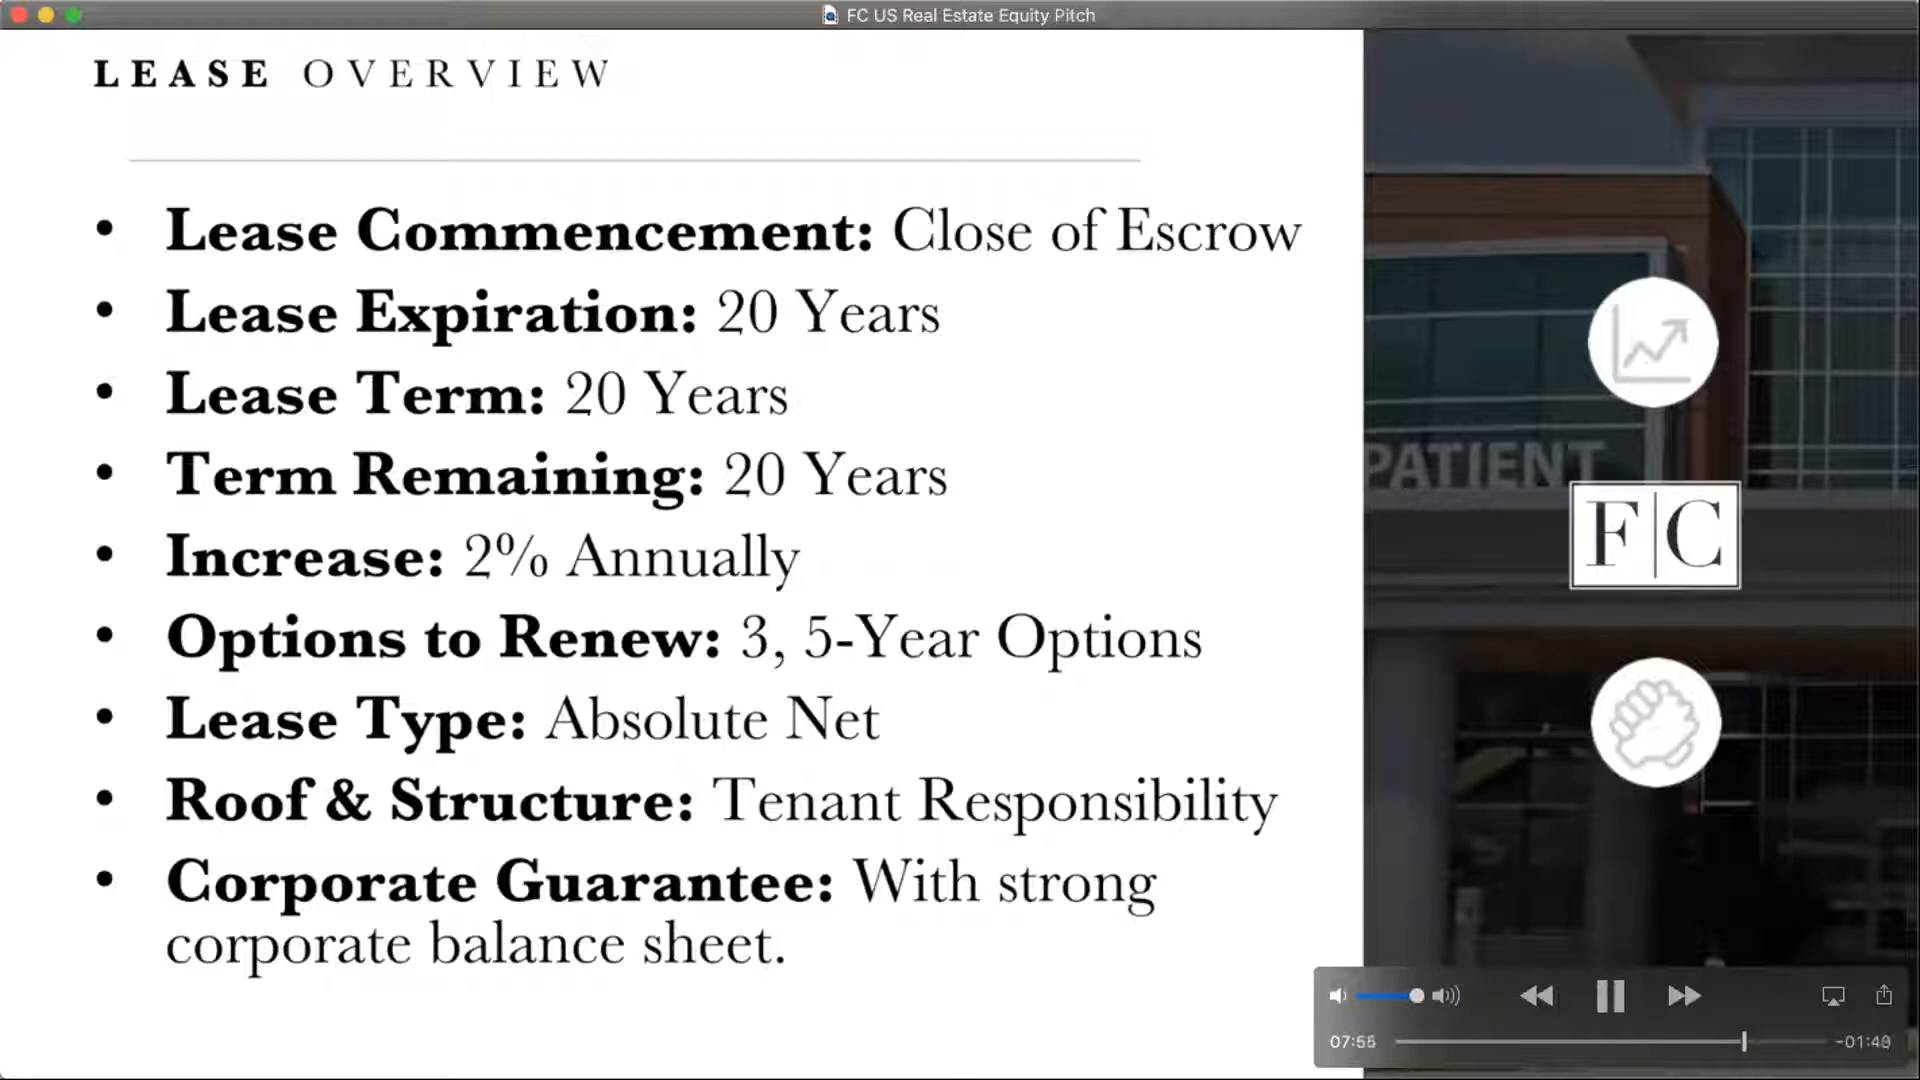 FC US Real Estate Equity Pitch
LEASE OVERVIEW
• Lease Commencement: Close of Escrow
• Lease Expiration: 20 Years
• Lease Term: 20 Years
• Term Remaining: 20 Years
• Increase: 2% Annually
• Options to Renew: 3, 5-Year Options
• Lease Type: Absolute Net
• Roof & Structure: Tenant Responsibility
• Corporate Guarantee: With strong
corporate balance sheet.
PATIENT
F|C
07:55